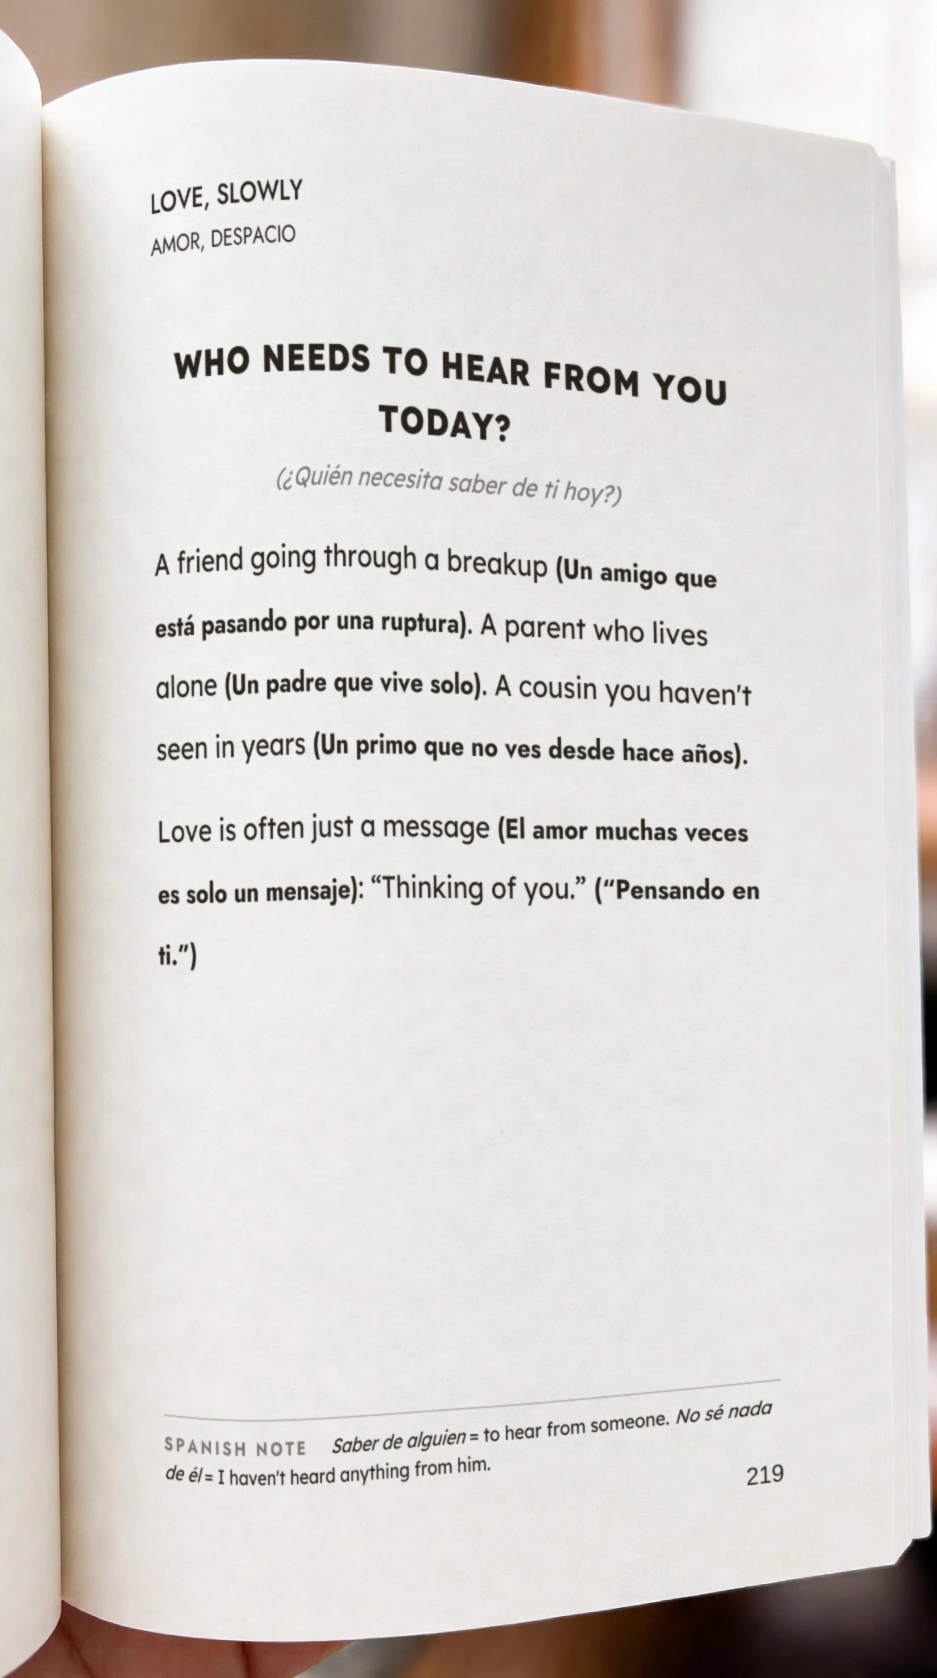 LOVE, SLOWLY
AMOR, DESPACIO
WHO NEEDS TO HEAR FROM YOU
TODAY?
(¿Quién necesita saber de ti hoy?)
A friend going through a breakup (Un amigo que
está pasando por una ruptura). A parent who lives
alone (Un padre que vive solo). A cousin you haven't
seen in years (Un primo que no ves desde hace años).
Love is often just a message (El amor muchas veces
es solo un mensaje): “Thinking of you.” (“Pensando en
ti.”)
SPANISH NOTE Saber de alguien = to hear from someone. No sé nada
de él = I haven't heard anything from him.
219